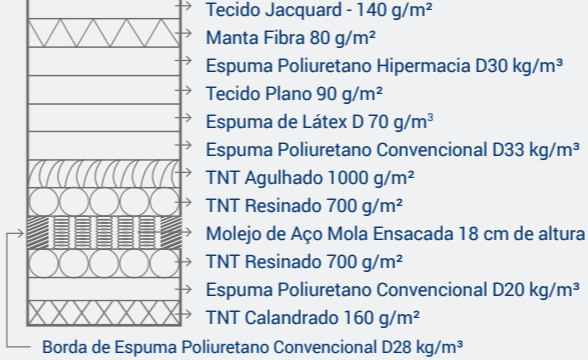 Tecido Jacquard - 140 g/m²
Manta Fibra 80 g/m²
Espuma Poliuretano Hipermacia D30 kg/m³
Tecido Plano 90 g/m²
Espuma de Látex D 70 g/m³
Espuma Poliuretano Convencional D33 kg/m³
TNT Agulhado 1000 g/m²
TNT Resinado 700 g/m²
Molejo de Aço Mola Ensacada 18 cm de altura
TNT Resinado 700 g/m²
Espuma Poliuretano Convencional D20 kg/m³
TNT Calandrado 160 g/m²
Borda de Espuma Poliuretano Convencional D28 kg/m³